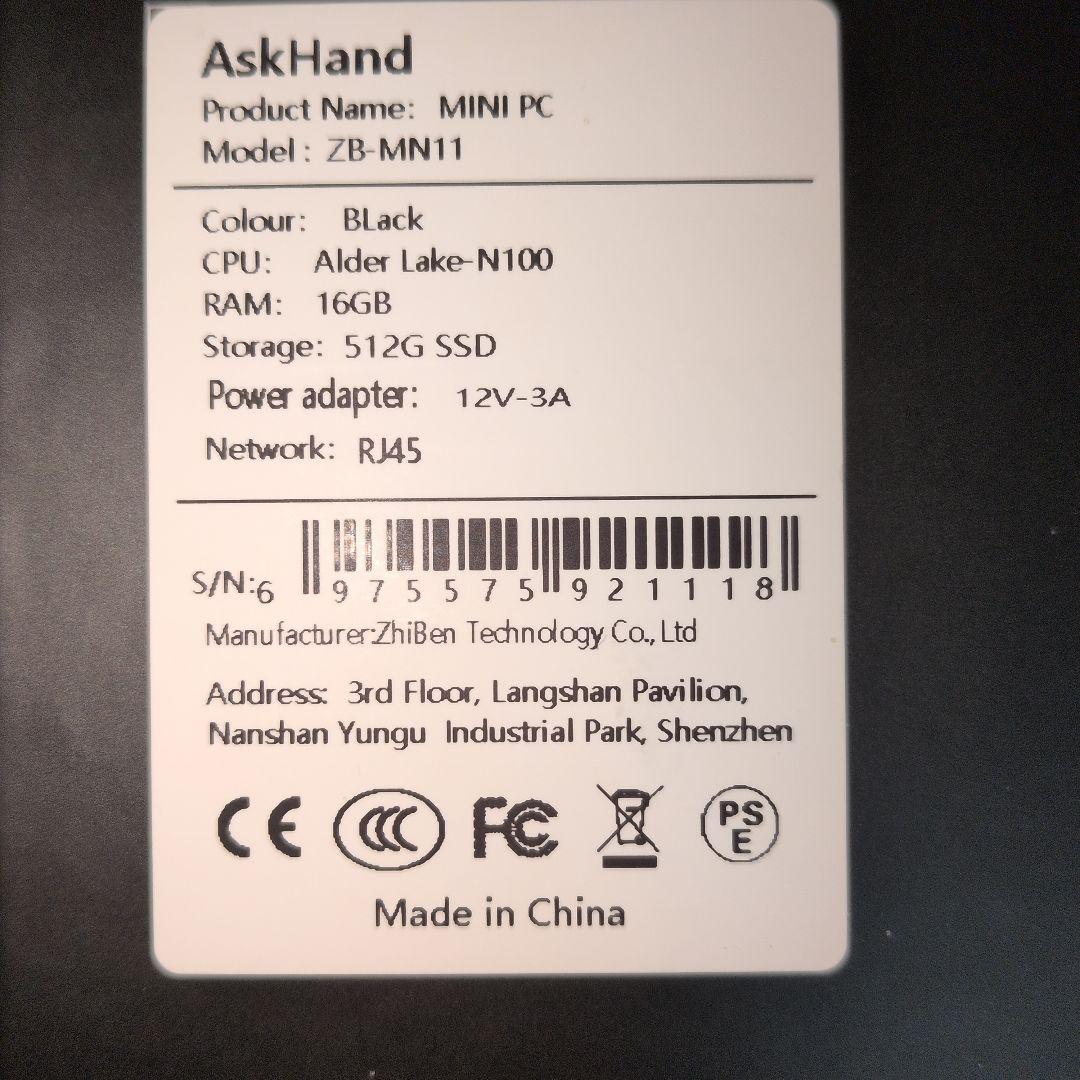 AskHand
Product Name: MINI PC
Model: ZB-MN11
Colour: BLack
CPU: Alder Lake-N100
RAM: 16GB
Storage: 512G SSD
Power adapter: 12V-3A
Network: RJ45
S/N:6 975575 921118
Manufacturer:ZhiBen Technology Co., Ltd
Address: 3rd Floor, Langshan Pavilion,
Nanshan Yungu Industrial Park, Shenzhen
CE CCC FC PSE
Made in China